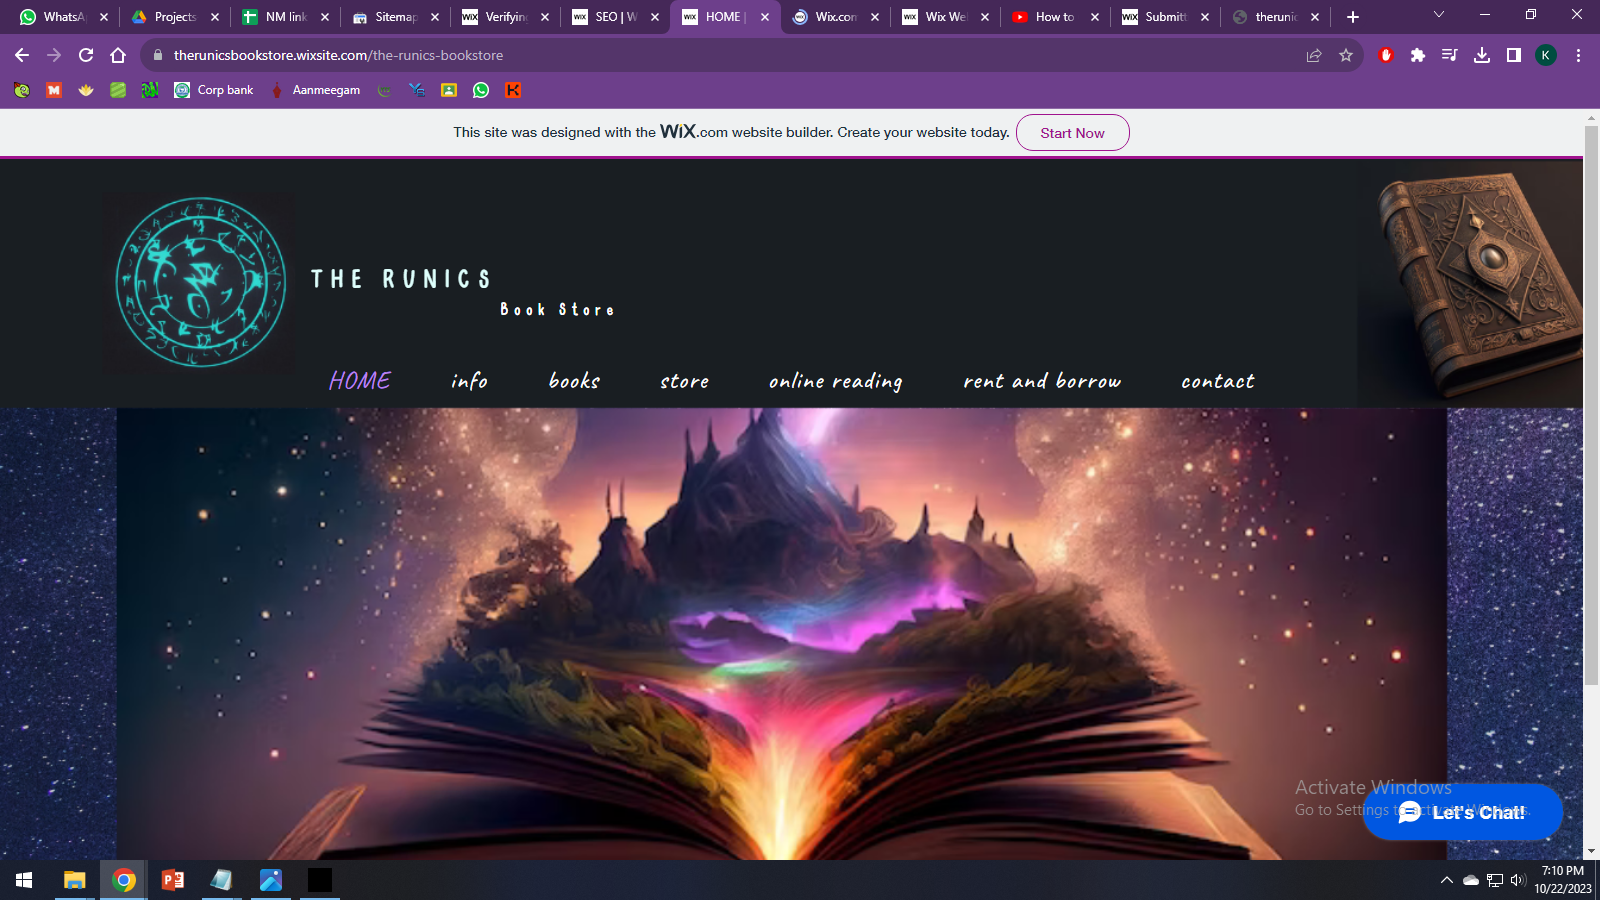 WhatsA
Projects
NM link
Sitemap
Verifyin
SEO | W
HOME |
Wix.com
Wix We
How to
Submitt
therunic
therunicsbookstore.wixsite.com/the-runics-bookstore
K
Corp bank
Aanmeegam
This site was designed with the WiX.com website builder. Create your website today.
Start Now
THE RUNICS
Book Store
HOME
info
books
store
online reading
rent and borrow
contact
Activate Windows
Go to Settings to activate Windows.
Let's Chat!
7:10 PM
10/22/2023